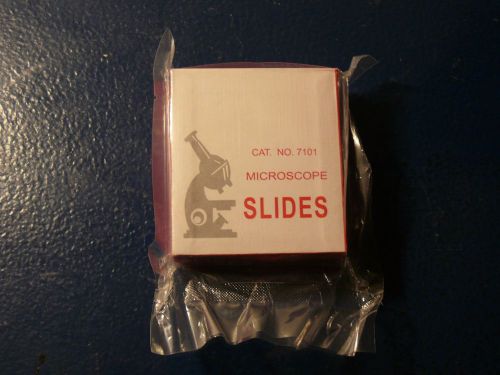 CAT. NO. 7101
MICROSCOPE
SLIDES